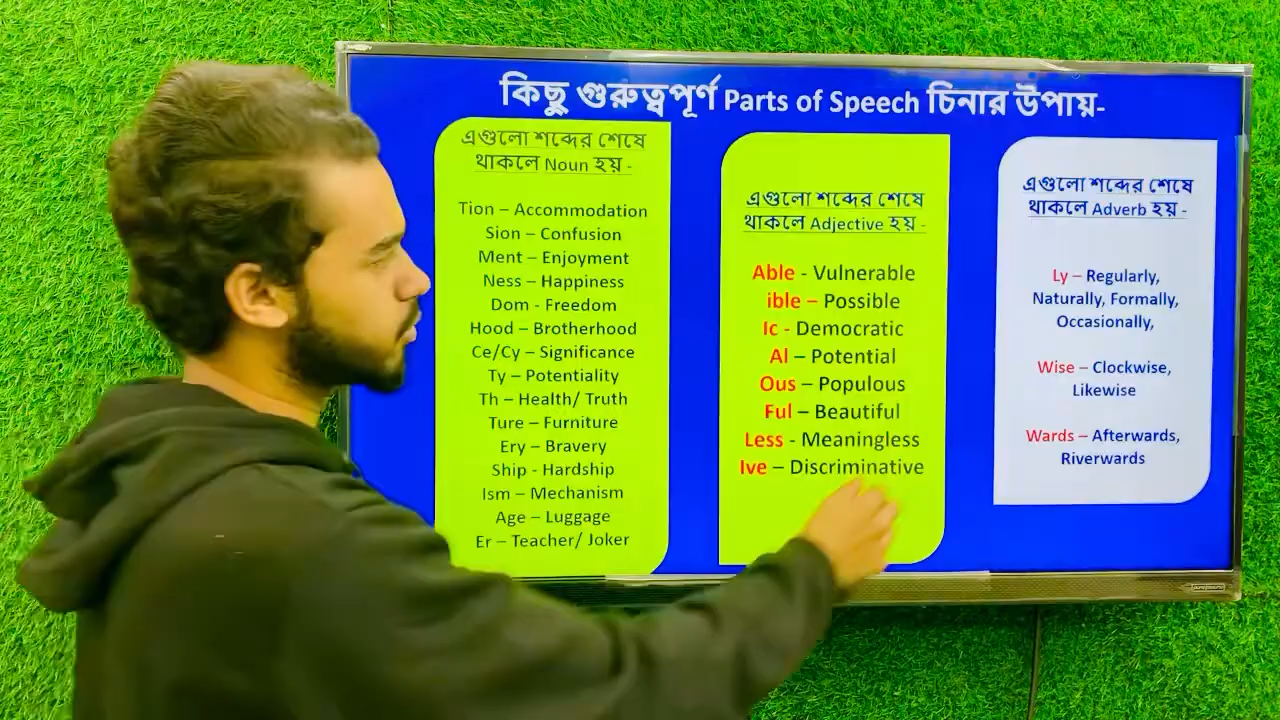 কিছু গুরুত্বপূর্ণ Parts of Speech চিনার উপায়-
এগুলো শব্দের শেষে
থাকলে Noun হয় -
Tion – Accommodation
Sion – Confusion
Ment – Enjoyment
Ness – Happiness
Dom - Freedom
Hood – Brotherhood
Ce/Cy – Significance
Ty – Potentiality
Th – Health/ Truth
Ture – Furniture
Ery – Bravery
Ship - Hardship
Ism – Mechanism
Age – Luggage
Er – Teacher/ Joker
এগুলো শব্দের শেষে
থাকলে Adjective হয় -
Able - Vulnerable
ible – Possible
Ic - Democratic
Al – Potential
Ous – Populous
Ful – Beautiful
Less - Meaningless
Ive – Discriminative
এগুলো শব্দের শেষে
থাকলে Adverb হয় -
Ly – Regularly,
Naturally, Formally,
Occasionally,
Wise – Clockwise,
Likewise
Wards – Afterwards,
Riverwards